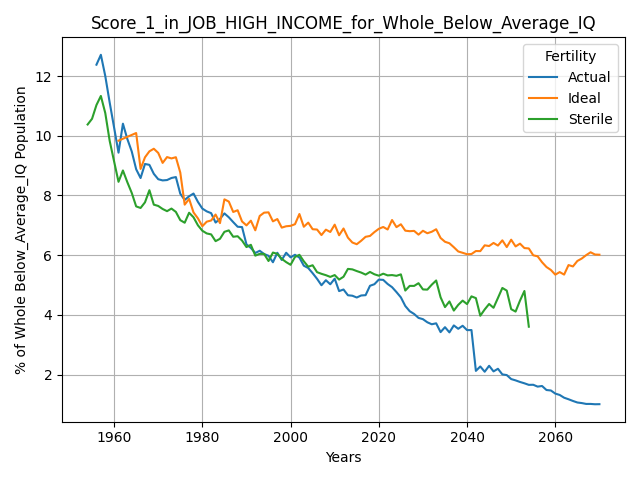 Score_1_in_JOB_HIGH_INCOME_for_Whole_Below_Average_IQ
Fertility
Actual
Ideal
Sterile
% of Whole Below_Average_IQ Population
12
10
8
6
4
2
1960
1980
2000
2020
2040
2060
Years